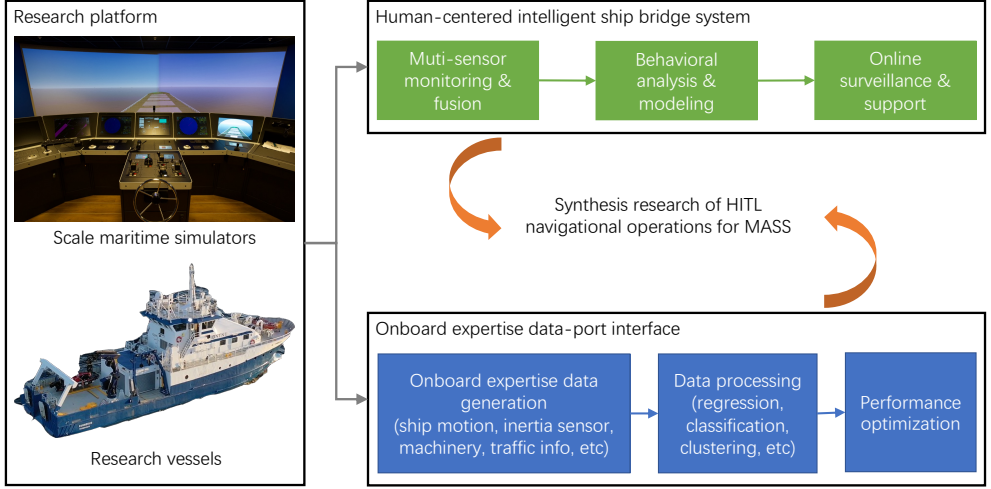 Research platform
Scale maritime simulators
Research vessels
Human-centered intelligent ship bridge system
Muti-sensor
monitoring &
fusion
Behavioral
analysis &
modeling
Online
surveillance &
support
Synthesis research of HITL
navigational operations for MASS
Onboard expertise data-port interface
Onboard expertise data
generation
(ship motion, inertia sensor,
machinery, traffic info, etc)
Data processing
(regression,
classification,
clustering, etc)
Performance
optimization